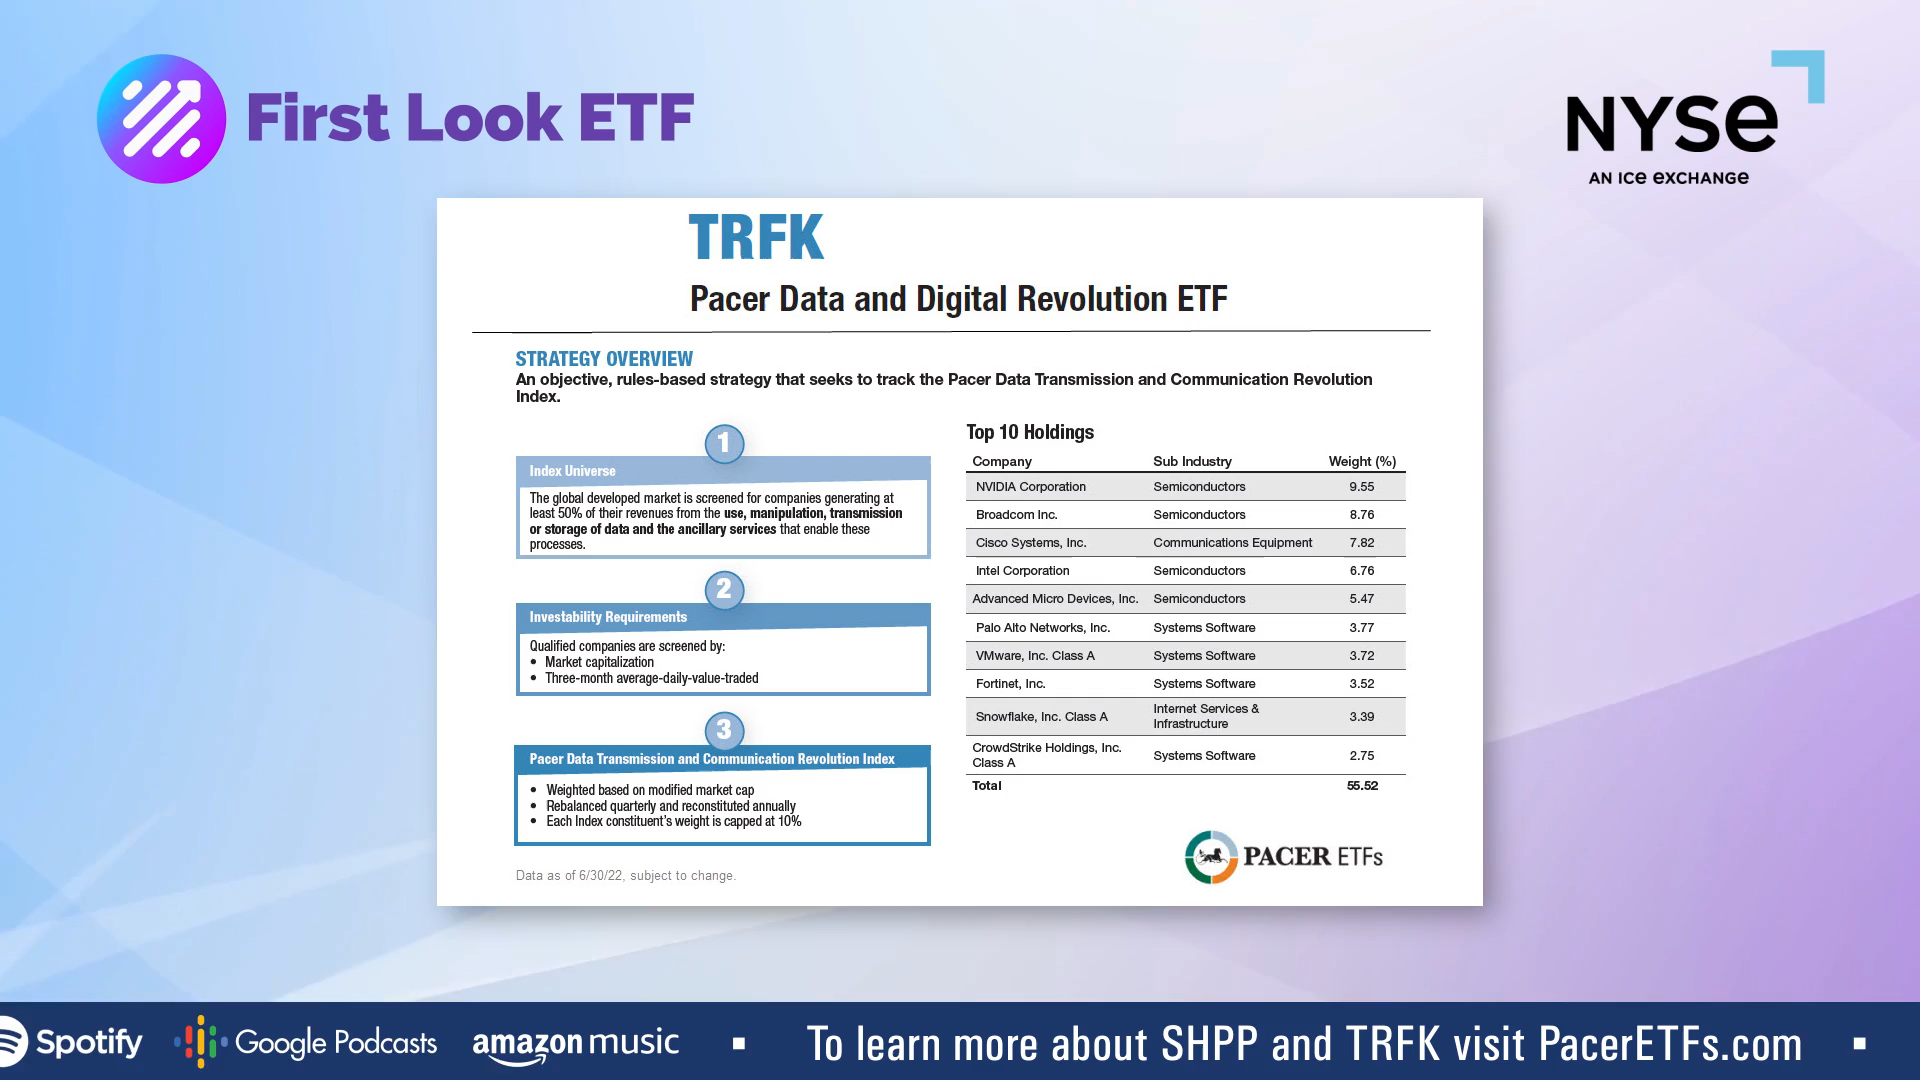 First Look ETF
NYSE
AN ICE EXCHANGE
TRFK
Pacer Data and Digital Revolution ETF
STRATEGY OVERVIEW
An objective, rules-based strategy that seeks to track the Pacer Data Transmission and Communication Revolution
Index.
1
Index Universe
The global developed market is screened for companies generating at
least 50% of their revenues from the use, manipulation, transmission
or storage of data and the ancillary services that enable these
processes.
2
Investability Requirements
Qualified companies are screened by:
• Market capitalization
• Three-month average-daily-value-traded
3
Pacer Data Transmission and Communication Revolution Index
• Weighted based on modified market cap
• Rebalanced quarterly and reconstituted annually
• Each Index constituent's weight is capped at 10%
Data as of 6/30/22, subject to change.
Top 10 Holdings
Company Sub Industry Weight (%)
NVIDIA Corporation Semiconductors 9.55
Broadcom Inc. Semiconductors 8.76
Cisco Systems, Inc. Communications Equipment 7.82
Intel Corporation Semiconductors 6.76
Advanced Micro Devices, Inc. Semiconductors 5.47
Palo Alto Networks, Inc. Systems Software 3.77
VMware, Inc. Class A Systems Software 3.72
Fortinet, Inc. Systems Software 3.52
Snowflake, Inc. Class A Internet Services & 3.39
Infrastructure
CrowdStrike Holdings, Inc. Systems Software 2.75
Class A
Total 55.52
PACER ETFs
Spotify Google Podcasts amazon music ▪ To learn more about SHPP and TRFK visit PacerETFs.com ▪